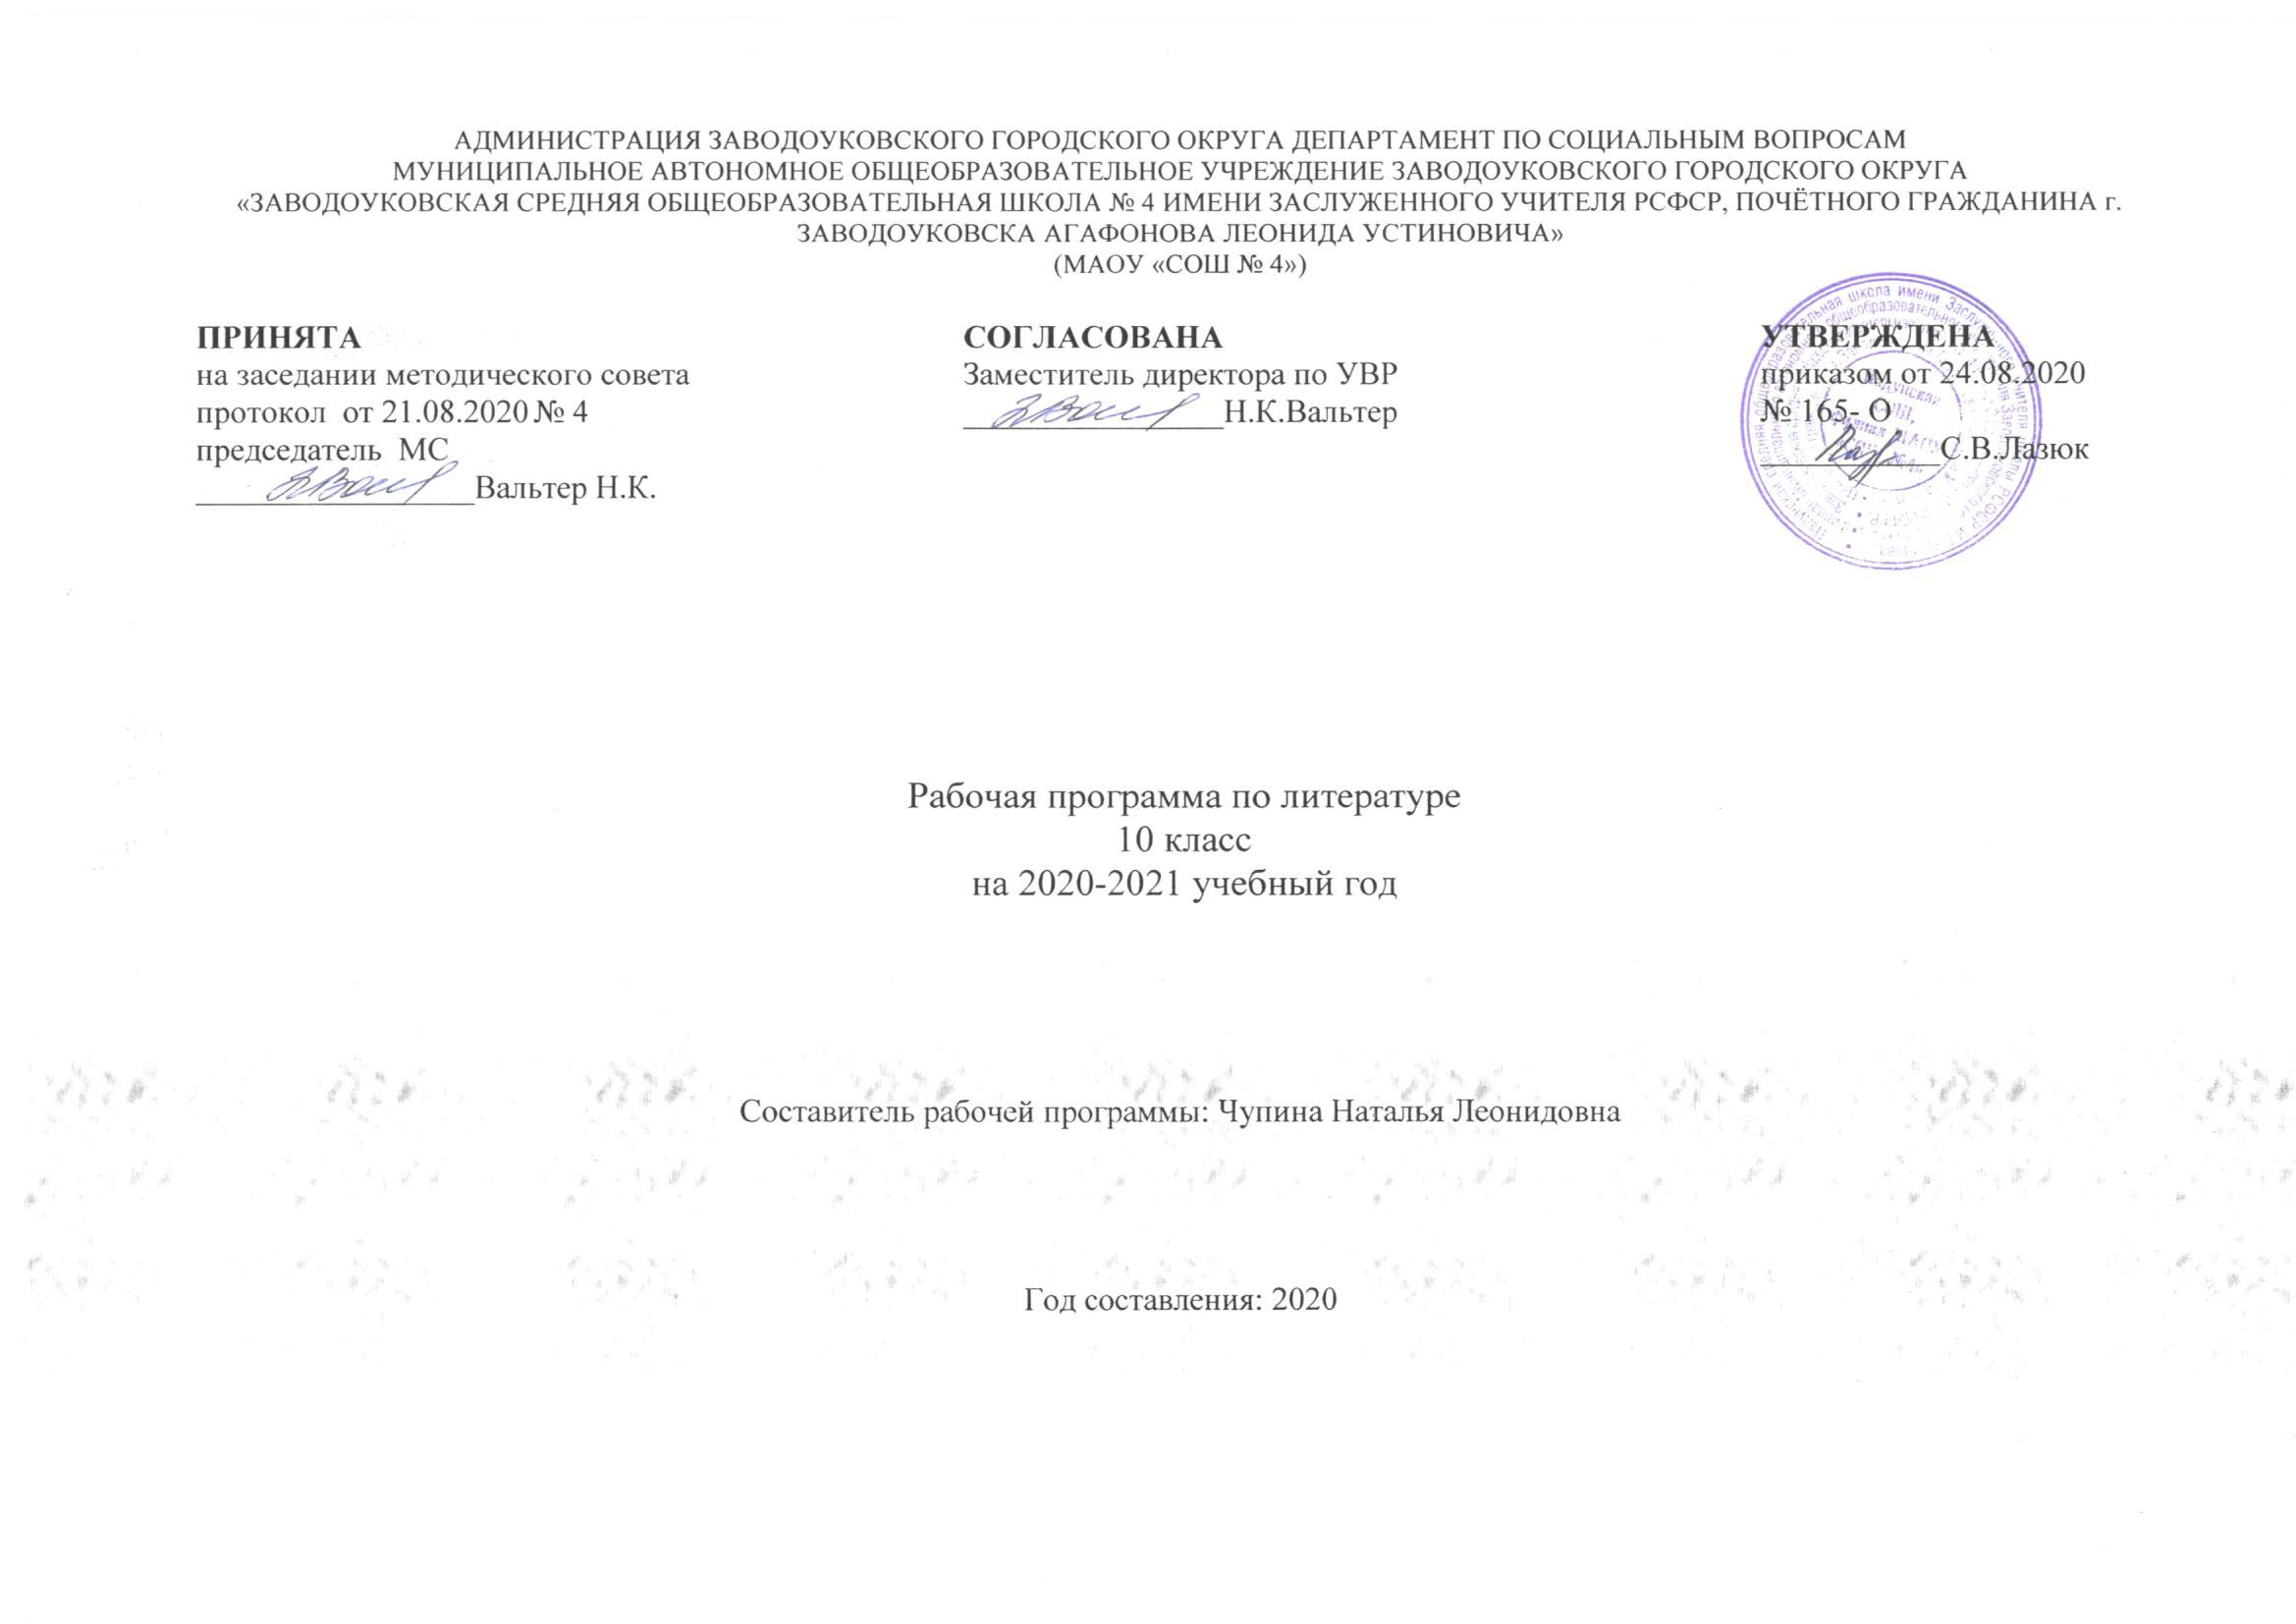 АДМИНИСТРАЦИЯ ЗАВОДОУКОВСКОГО ГОРОДСКОГО ОКРУГА ДЕПАРТАМЕНТ ПО СОЦИАЛЬНЫМ ВОПРОСАМ
МУНИЦИПАЛЬНОЕ АВТОНОМНОЕ ОБЩЕОБРАЗОВАТЕЛЬНОЕ УЧРЕЖДЕНИЕ ЗАВОДОУКОВСКОГО ГОРОДСКОГО ОКРУГА
«ЗАВОДОУКОВСКАЯ СРЕДНЯЯ ОБЩЕОБРАЗОВАТЕЛЬНАЯ ШКОЛА № 4 ИМЕНИ ЗАСЛУЖЕННОГО УЧИТЕЛЯ РСФСР, ПОЧЁТНОГО ГРАЖДАНИНА г.
ЗАВОДОУКОВСКА АГАФОНОВА ЛЕОНИДА УСТИНОВИЧА»
(МАОУ «СОШ № 4»)
ПРИНЯТА
на заседании методического совета
протокол от 21.08.2020 № 4
председатель МС
Вальтер Н.К.
СОГЛАСОВАНА
Заместитель директора по УВР
Н.К.Вальтер
УТВЕРЖДЕНА
приказом от 24.08.2020
№ 165- О
С.В.Лазюк
Рабочая программа по литературе
10 класс
на 2020-2021 учебный год
Составитель рабочей программы: Чупина Наталья Леонидовна
Год составления: 2020